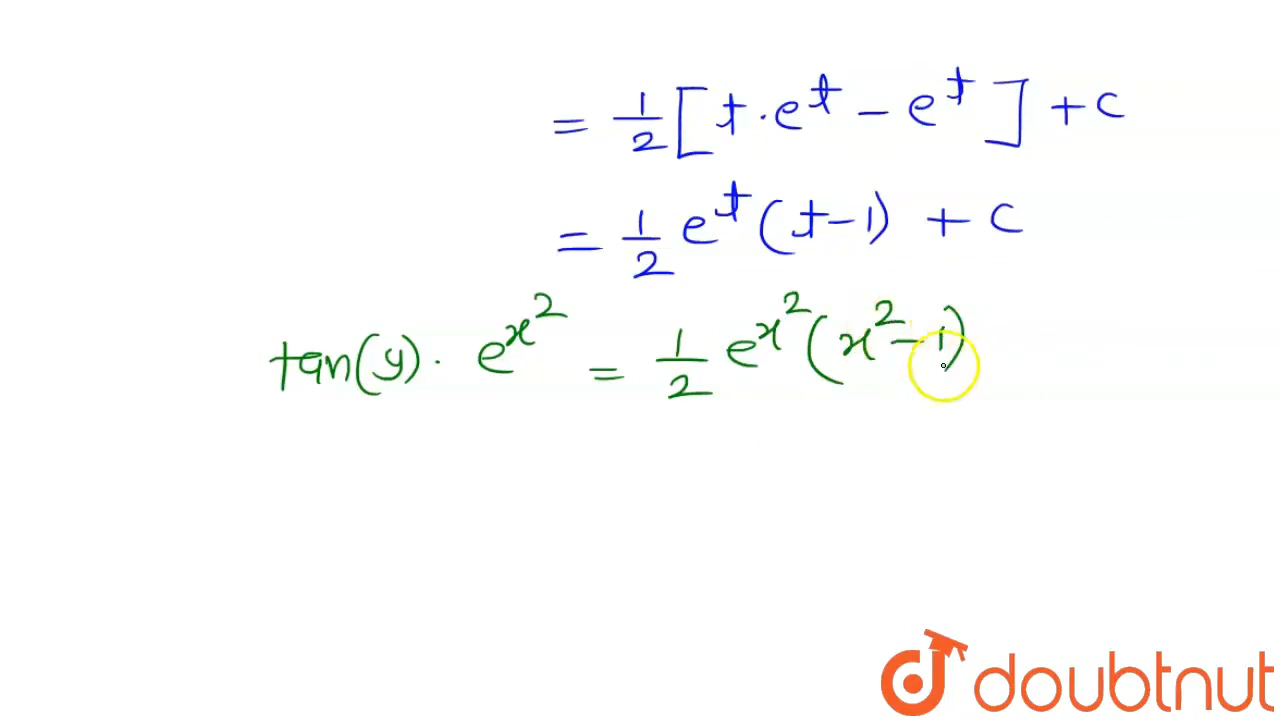 = 1/2 [t · e^t − e^t] + c
= 1/2 e^t (t − 1) + c
tan(y) · e^x^2 = 1/2 e^x^2 (x^2 − 1)
doubtnut